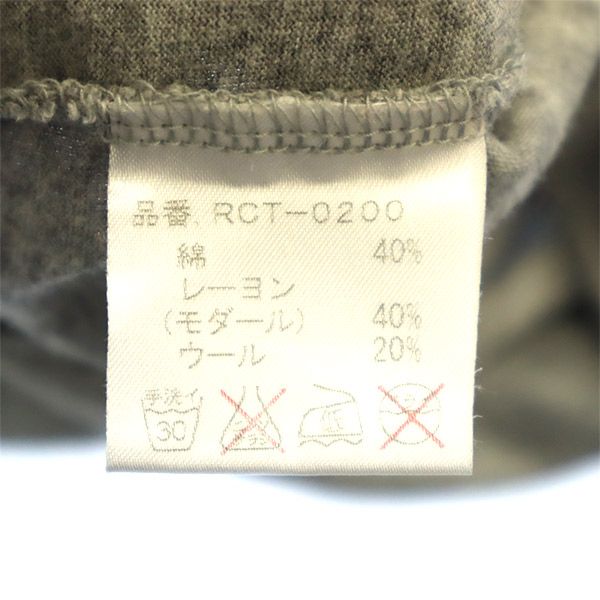 品番. RCT-0200
綿 40%
レーヨン
(モダール) 40%
ウール 20%
手洗イ
30